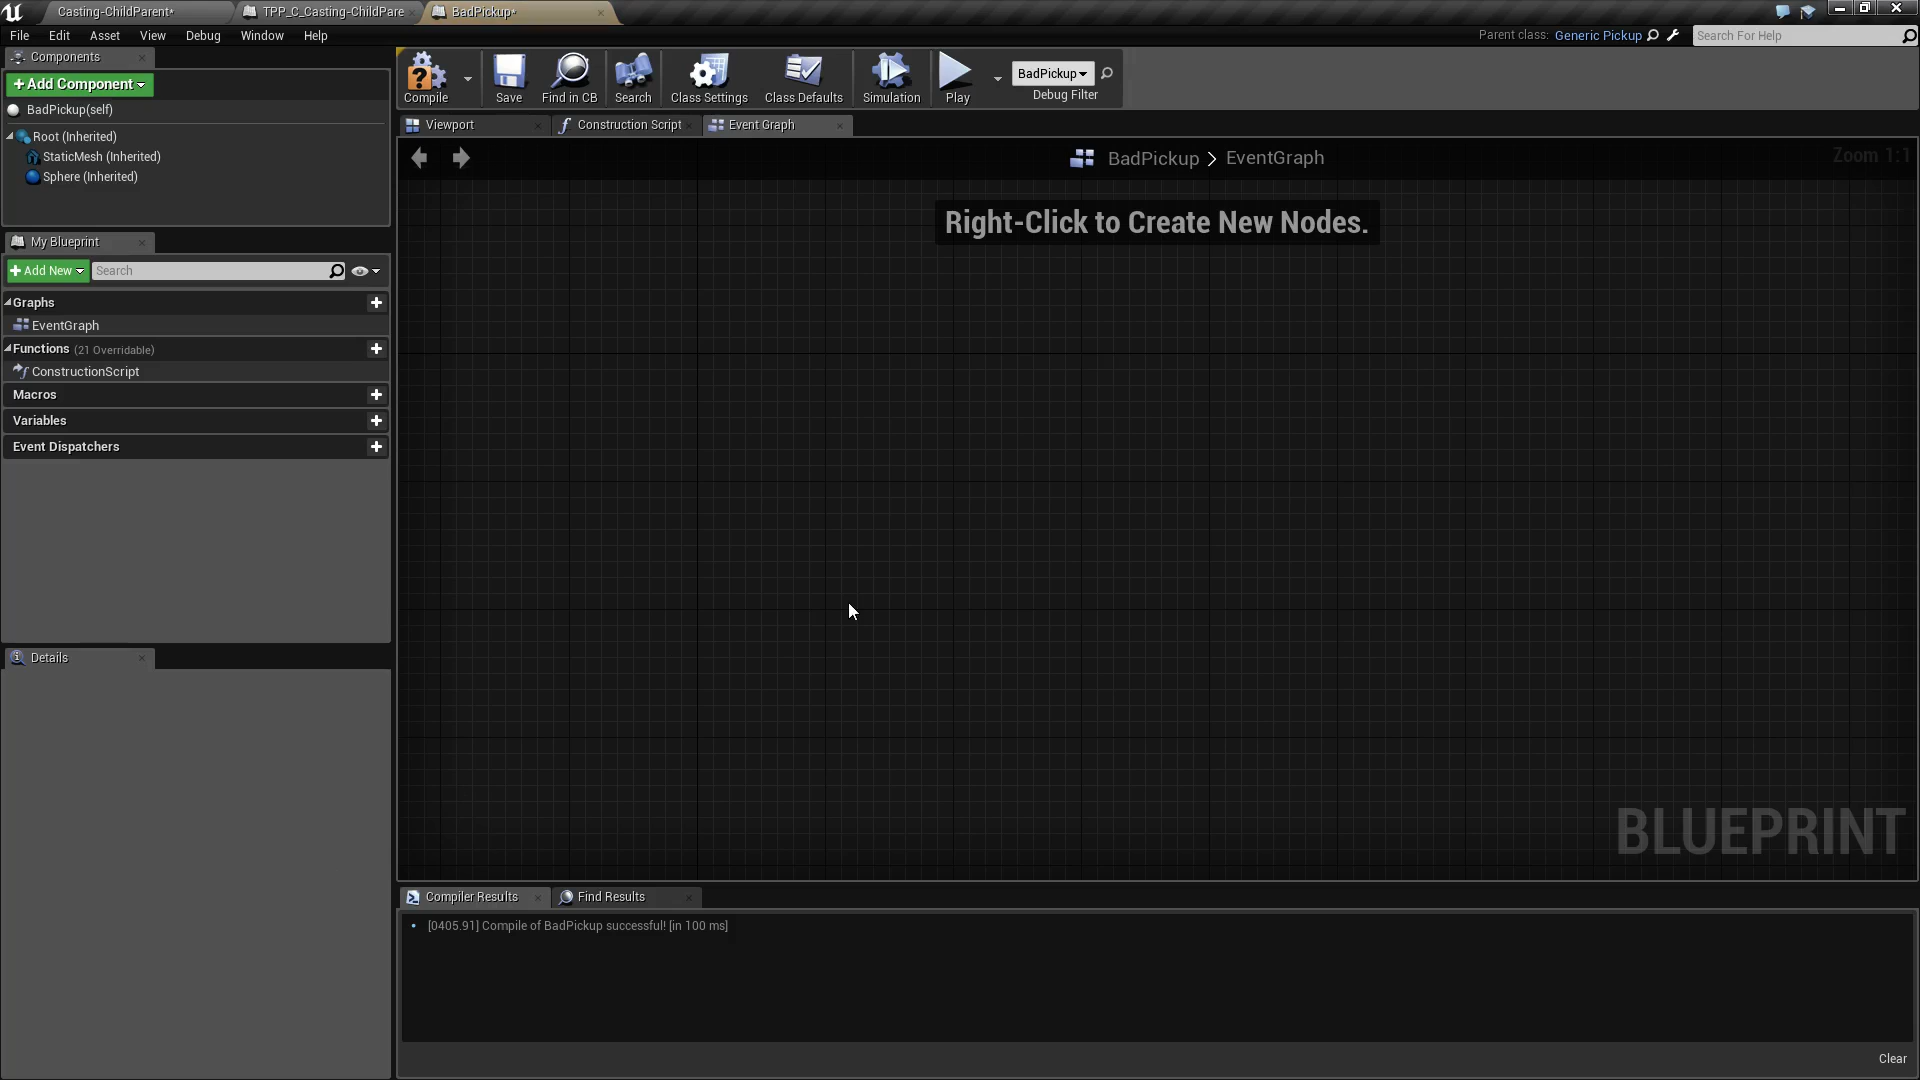 Casting-ChildParent*
TPP_C_Casting-ChildPare
BadPickup*
File Edit Asset View Debug Window Help
Parent class: Generic Pickup
Search For Help
Components
+Add Component
BadPickup(self)
Root (Inherited)
StaticMesh (Inherited)
Sphere (Inherited)
My Blueprint
+Add New
Search
Graphs
EventGraph
Functions (21 Overridable)
ConstructionScript
Macros
Variables
Event Dispatchers
Details
Compile
Save
Find in CB
Search
Class Settings
Class Defaults
Simulation
Play
BadPickup
Debug Filter
Viewport
Construction Script
Event Graph
BadPickup > EventGraph
Zoom 1:1
Right-Click to Create New Nodes.
BLUEPRINT
Compiler Results
Find Results
• [0405.91] Compile of BadPickup successful! [in 100 ms]
Clear